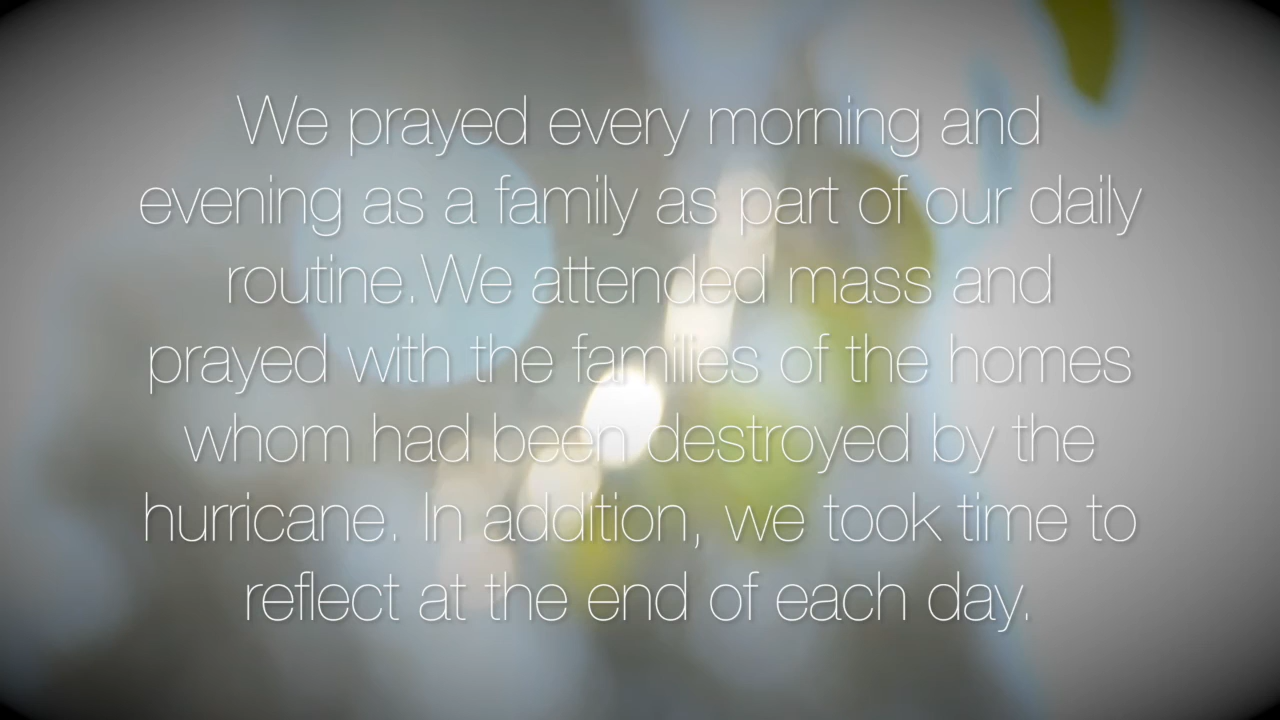 We prayed every morning and
evening as a family as part of our daily
routine.We attended mass and
prayed with the families of the homes
whom had been destroyed by the
hurricane. In addition, we took time to
reflect at the end of each day.